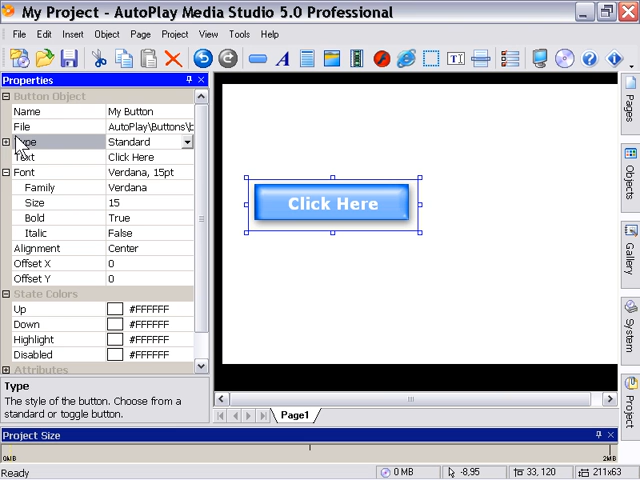 My Project - AutoPlay Media Studio 5.0 Professional
File Edit Insert Object Page Project View Tools Help
Properties
Button Object
Name My Button
File AutoPlay\Buttons\b
Standard
Text Click Here
Font Verdana, 15pt
Family Verdana
Size 15
Bold True
Italic False
Alignment Center
Offset X 0
Offset Y 0
State Colors
Up #FFFFFF
Down #FFFFFF
Highlight #FFFFFF
Disabled #FFFFFF
Attributes
Type
The style of the button. Choose from a
standard or toggle button.
Click Here
Pages
Objects
Gallery
System
Project
Page1
Project Size
0MB 2MB
Ready 0 MB -8,95 33, 120 211x63